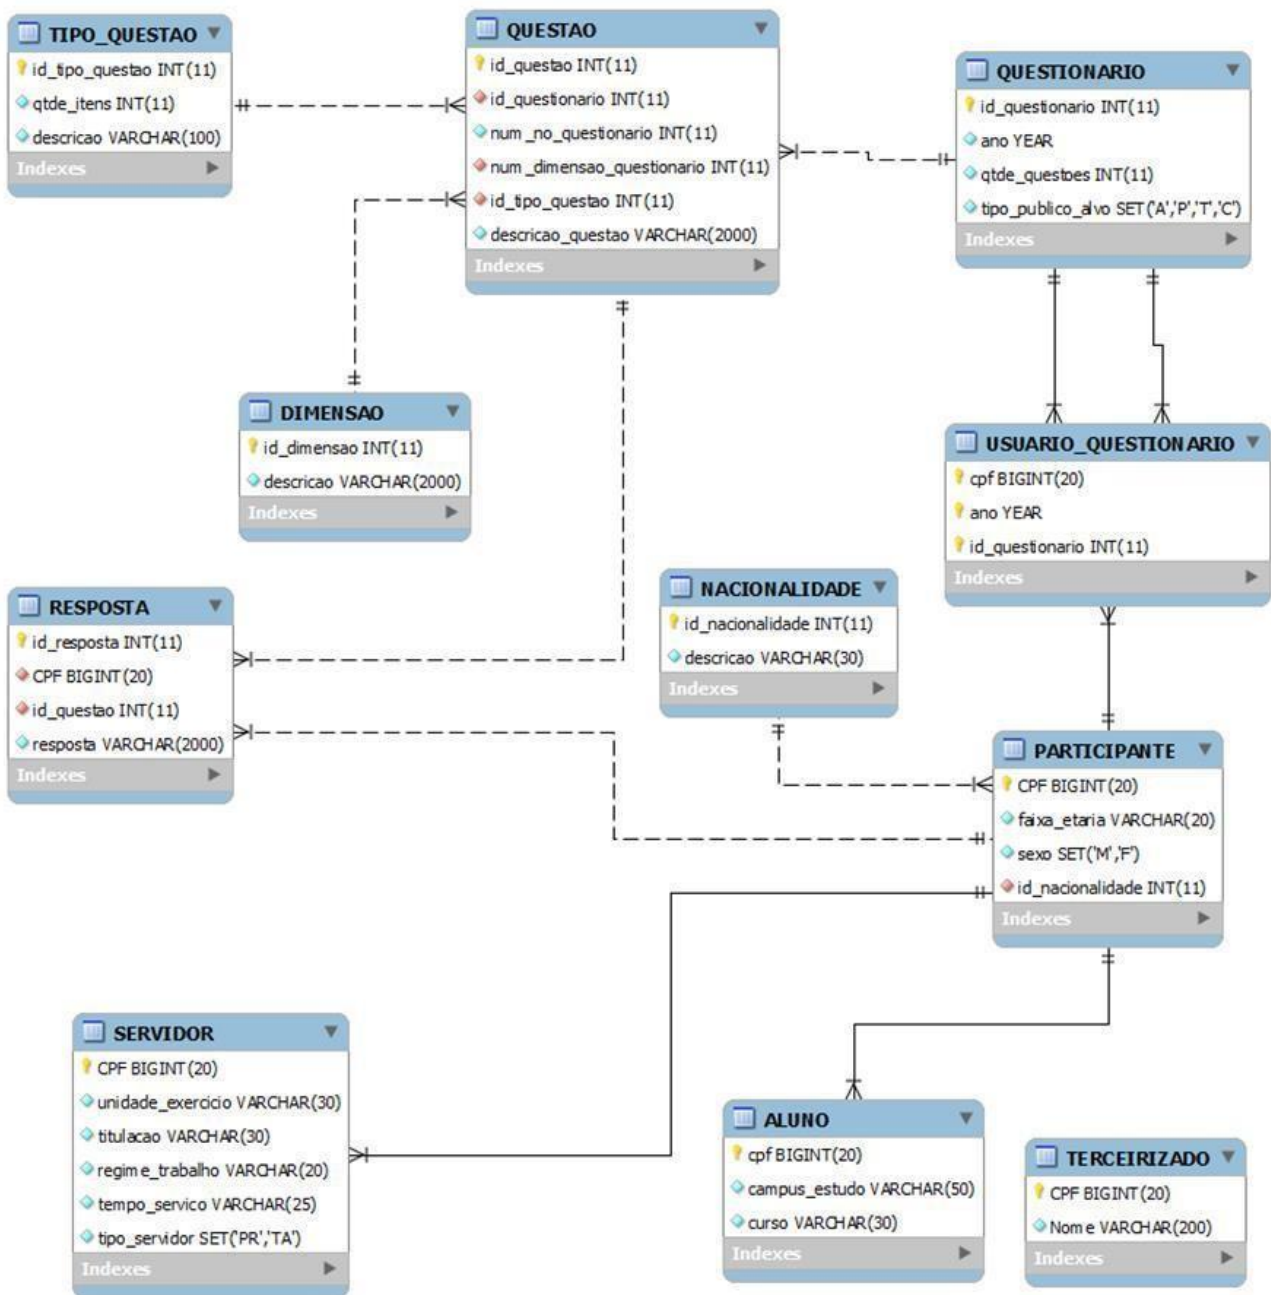 TIPO_QUESTAO
id_tipo_questao INT(11)
qtde_itens INT(11)
descricao VARCHAR(100)
Indexes
QUESTAO
id_questao INT(11)
id_questionario INT(11)
num_no_questionario INT(11)
num_dimensao_questionario INT(11)
id_tipo_questao INT(11)
descricao_questao VARCHAR(2000)
Indexes
QUESTIONARIO
id_questionario INT(11)
ano YEAR
qtde_questoes INT(11)
tipo_publico_alvo SET('A','P','T','C')
Indexes
DIMENSAO
id_dimensao INT(11)
descricao VARCHAR(2000)
Indexes
USUARIO_QUESTIONARIO
cpf BIGINT(20)
ano YEAR
id_questionario INT(11)
Indexes
RESPOSTA
id_resposta INT(11)
CPF BIGINT(20)
id_questao INT(11)
resposta VARCHAR(2000)
Indexes
NACIONALIDADE
id_nacionalidade INT(11)
descricao VARCHAR(30)
Indexes
PARTICIPANTE
CPF BIGINT(20)
faixa_etaria VARCHAR(20)
sexo SET('M','F')
id_nacionalidade INT(11)
Indexes
SERVIDOR
CPF BIGINT(20)
unidade_exercicio VARCHAR(30)
titulacao VARCHAR(30)
regime_trabalho VARCHAR(20)
tempo_servico VARCHAR(25)
tipo_servidor SET('PR','TA')
Indexes
ALUNO
cpf BIGINT(20)
campus_estudo VARCHAR(50)
curso VARCHAR(30)
Indexes
TERCEIRIZADO
CPF BIGINT(20)
Nome VARCHAR(200)
Indexes